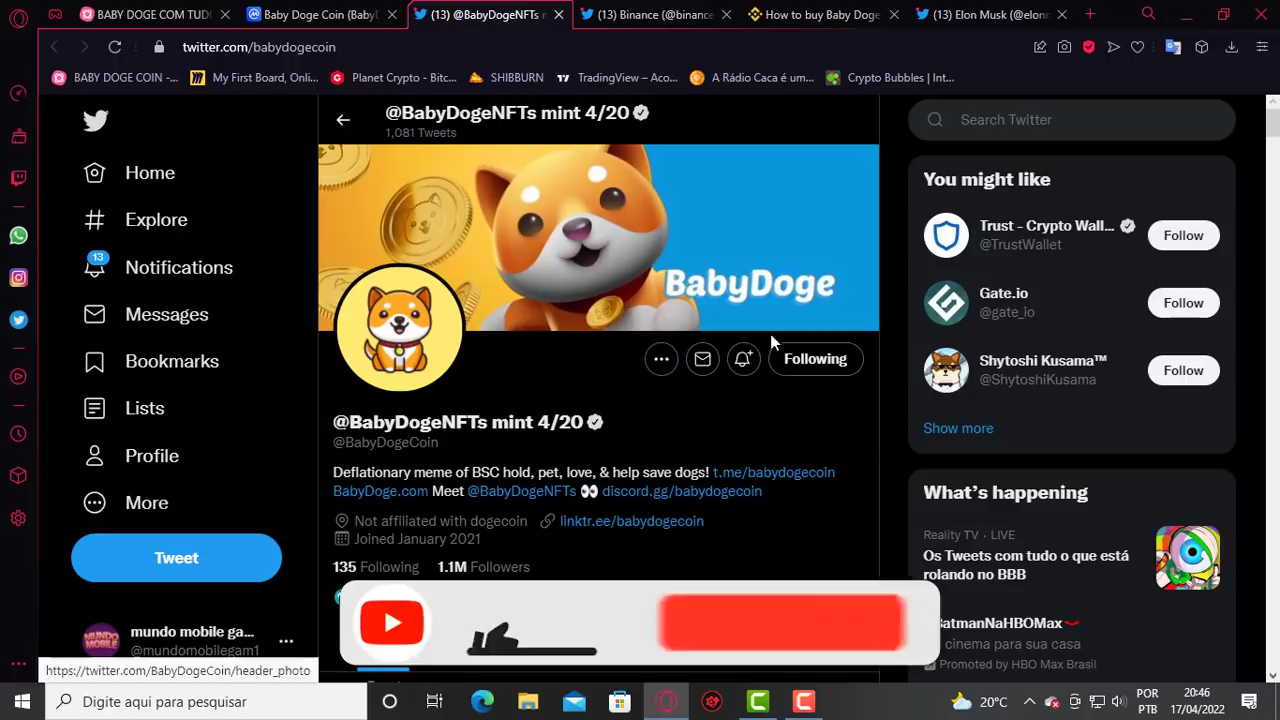 BABY DOGE COM TUD
Baby Doge Coin (Baby
(13) @BabyDogeNFTs m
(13) Binance (@binance
How to buy Baby Doge
(13) Elon Musk (@elonn
twitter.com/babydogecoin
BABY DOGE COIN -...
My First Board, Onli...
Planet Crypto - Bitc...
SHIBBURN
TradingView – Aco...
A Rádio Caca é um...
Crypto Bubbles | Int...
Home
Explore
13
Notifications
Messages
Bookmarks
Lists
Profile
More
Tweet
mundo mobile ga...
@mundomobilegam1
https://twitter.com/BabyDogeCoin/header_photo
@BabyDogeNFTs mint 4/20
1,081 Tweets
BabyDoge
Following
@BabyDogeNFTs mint 4/20
@BabyDogeCoin
Deflationary meme of BSC hold, pet, love, & help save dogs! t.me/babydogecoin
BabyDoge.com Meet @BabyDogeNFTs 👀 discord.gg/babydogecoin
Not affiliated with dogecoin linktr.ee/babydogecoin
Joined January 2021
135 Following 1.1M Followers
Search Twitter
You might like
Trust - Crypto Wall...
@TrustWallet
Follow
Gate.io
@gate_io
Follow
Shytoshi Kusama™
@ShytoshiKusama
Follow
Show more
What's happening
Reality TV · LIVE
Os Tweets com tudo o que está
rolando no BBB
BatmanNaHBOMax
cinema para sua casa
Promoted by HBO Max Brasil
Digite aqui para pesquisar
20°C
POR
PTB
20:46
17/04/2022